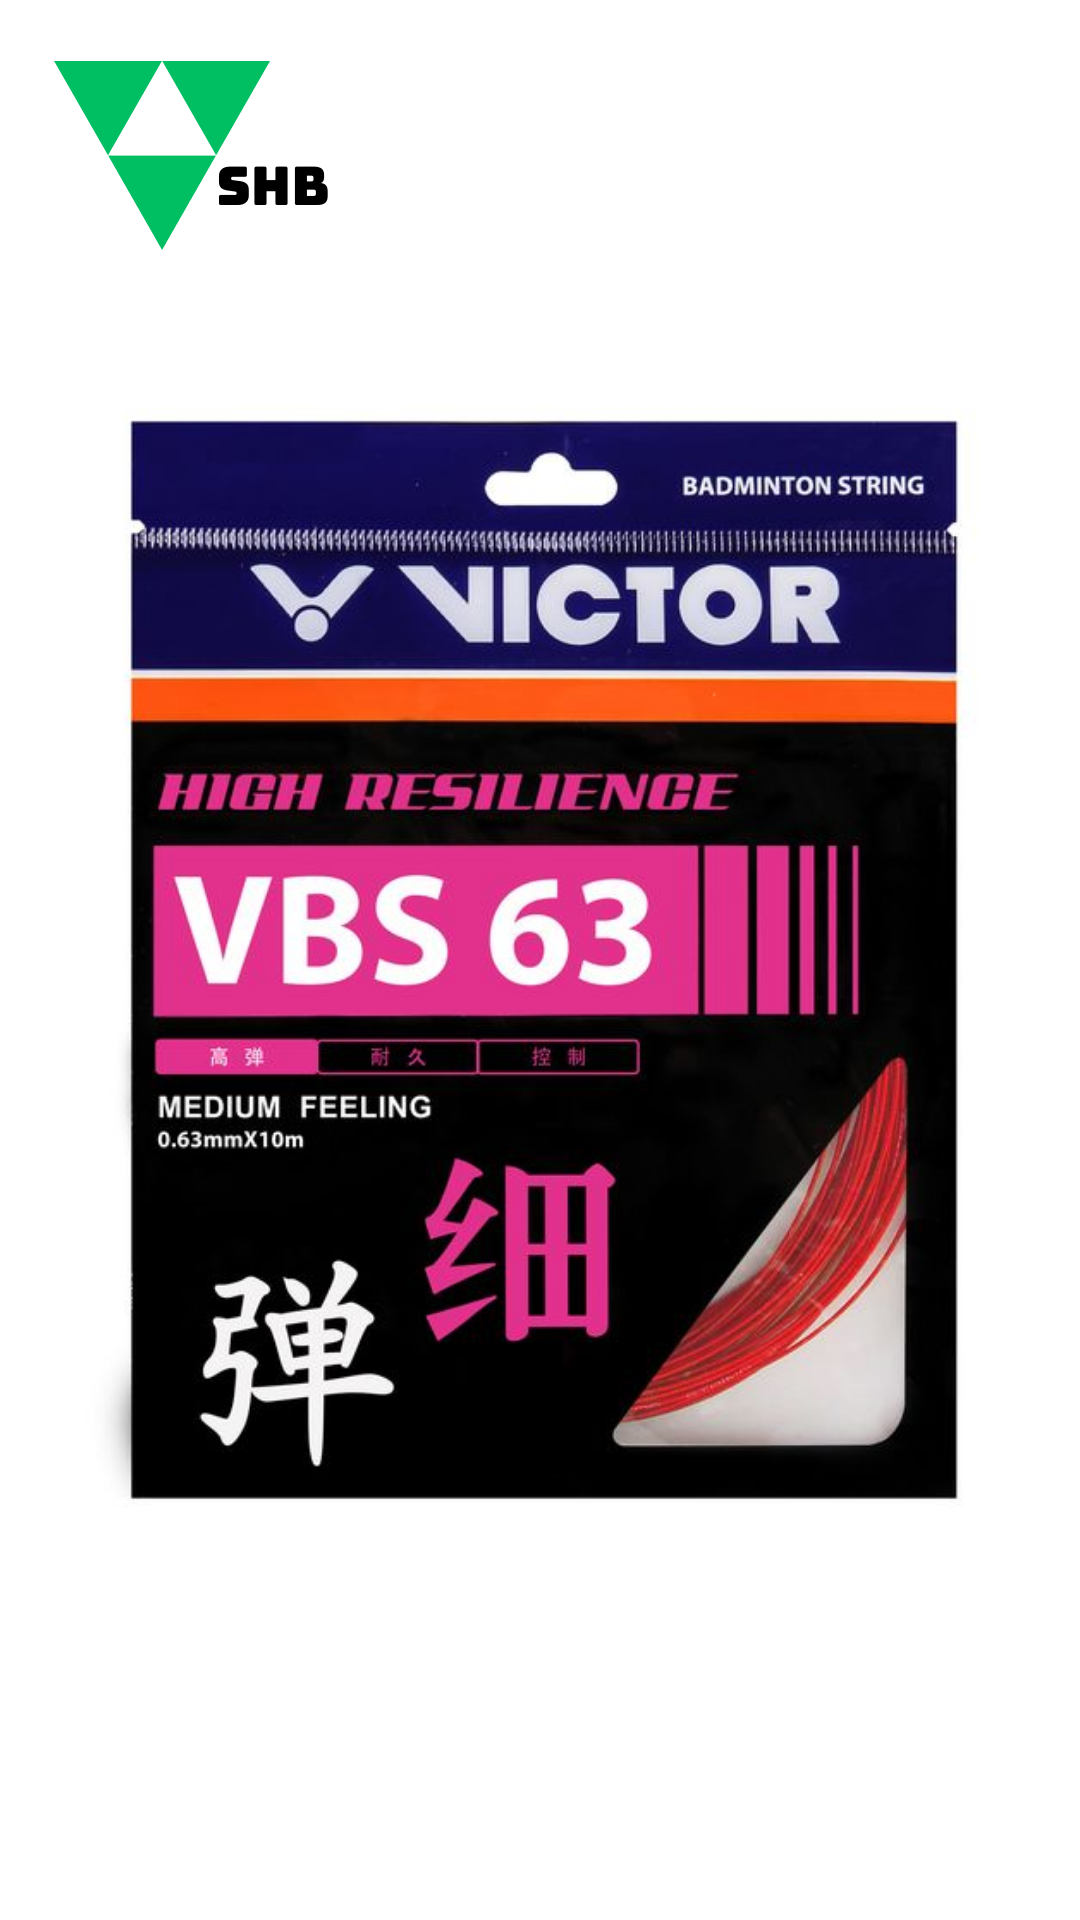 SHB
BADMINTON STRING
VICTOR
HIGH RESILIENCE
VBS 63
高弹 耐久 控制
MEDIUM FEELING
0.63mmX10m
细
弹